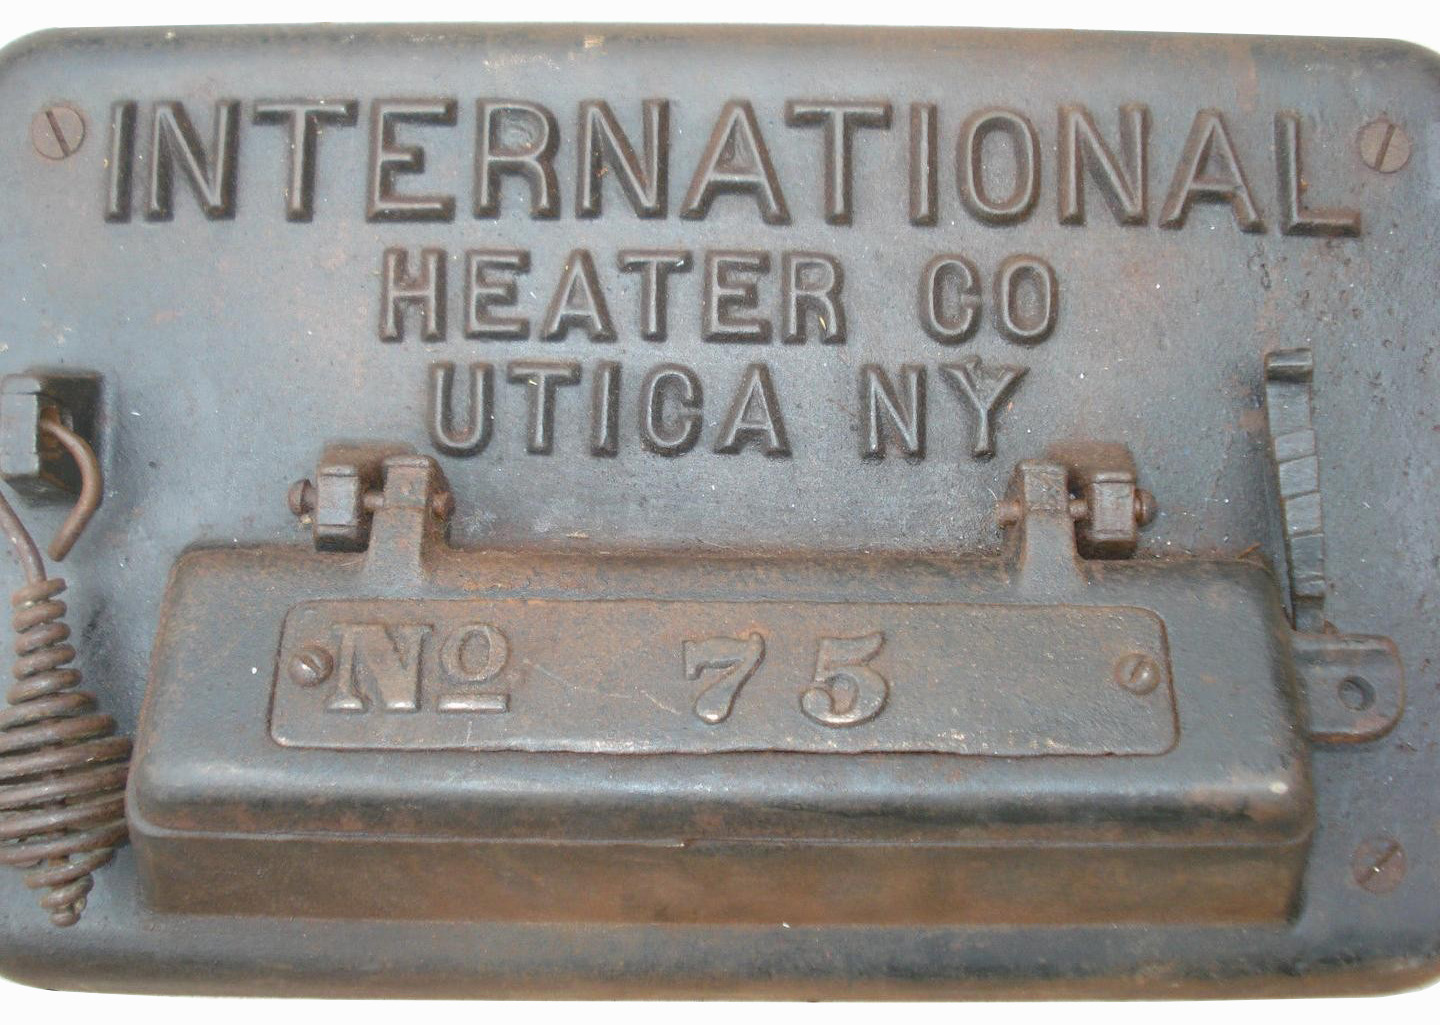 INTERNATIONAL
HEATER CO
UTICA NY
No 75